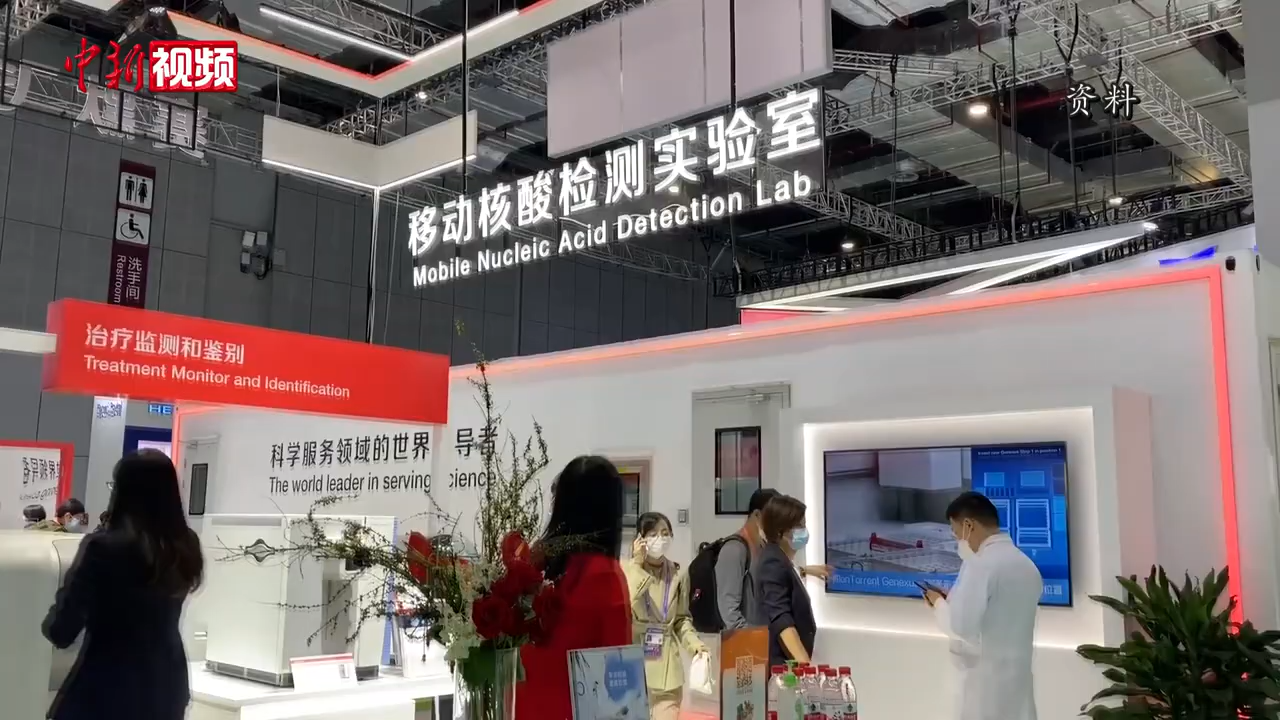 中新视频
资料
移动核酸检测实验室
Mobile Nucleic Acid Detection Lab
洗手间
Restroom
治疗监测和鉴别
Treatment Monitor and Identification
科学服务领域的世界 导者
The world leader in serving cience